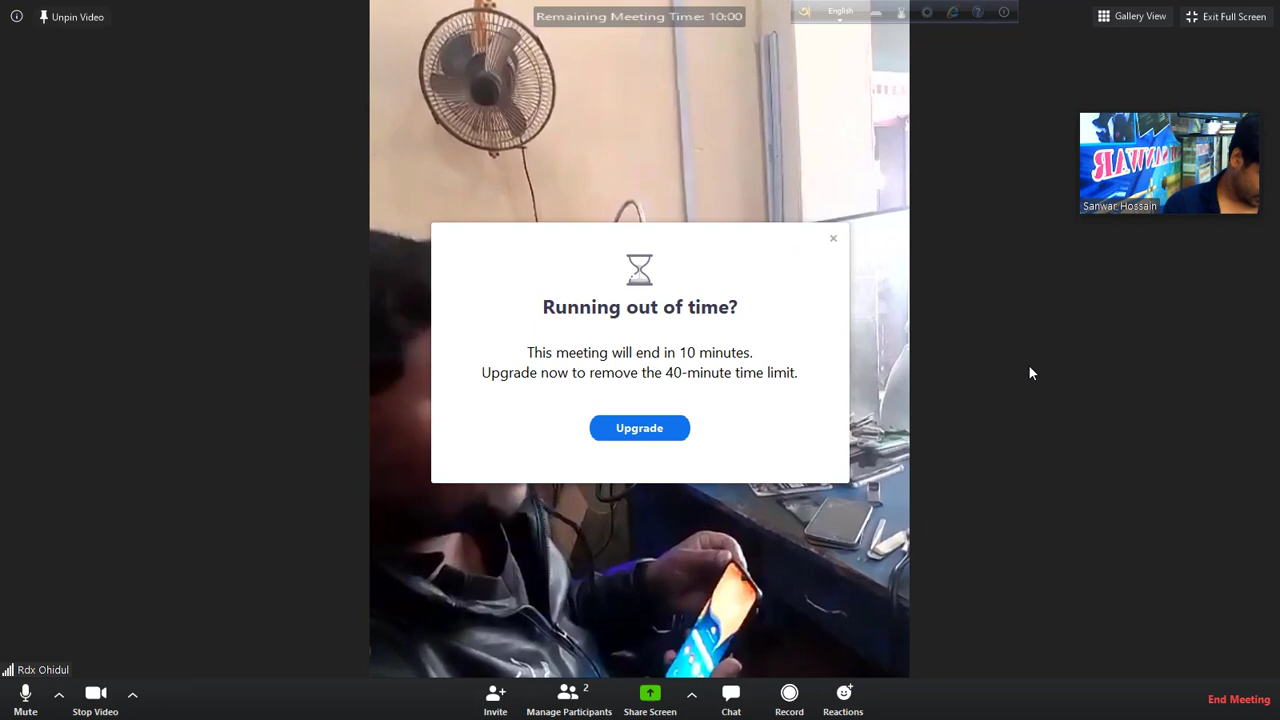 Unpin Video
Remaining Meeting Time: 10:00
English
Gallery View
Exit Full Screen
SANWAR
Sanwar Hossain
Running out of time?
This meeting will end in 10 minutes.
Upgrade now to remove the 40-minute time limit.
Upgrade
Rdx Ohidul
Mute
Stop Video
Invite
2
Manage Participants
Share Screen
Chat
Record
Reactions
End Meeting